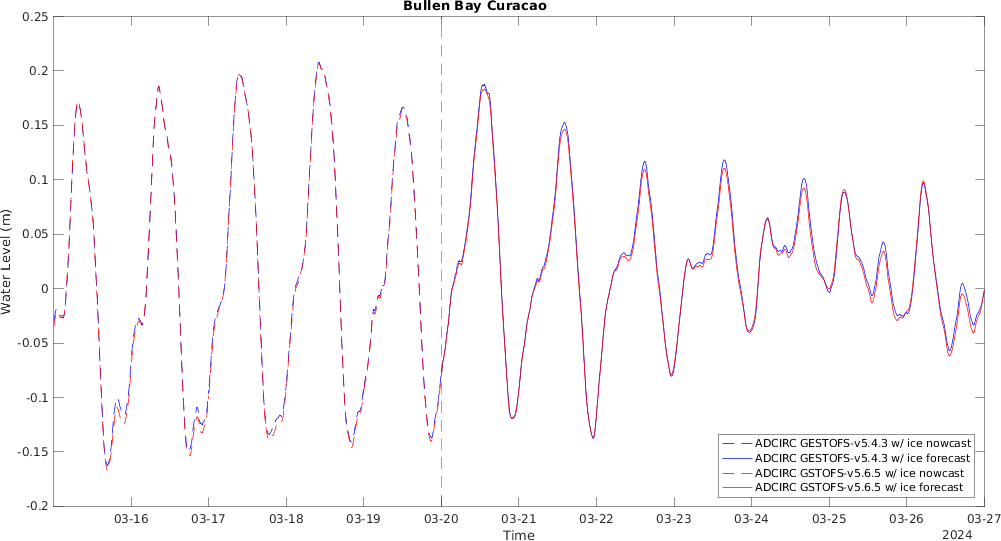 Bullen Bay Curacao
0.25
0.2
0.15
0.1
0.05
0
-0.05
-0.1
-0.15
-0.2
Water Level (m)
ADCIRC GESTOFS-v5.4.3 w/ ice nowcast
ADCIRC GESTOFS-v5.4.3 w/ ice forecast
ADCIRC GSTOFS-v5.6.5 w/ ice nowcast
ADCIRC GSTOFS-v5.6.5 w/ ice forecast
03-16 03-17 03-18 03-19 03-20 03-21 03-22 03-23 03-24 03-25 03-26 03-27
Time
2024